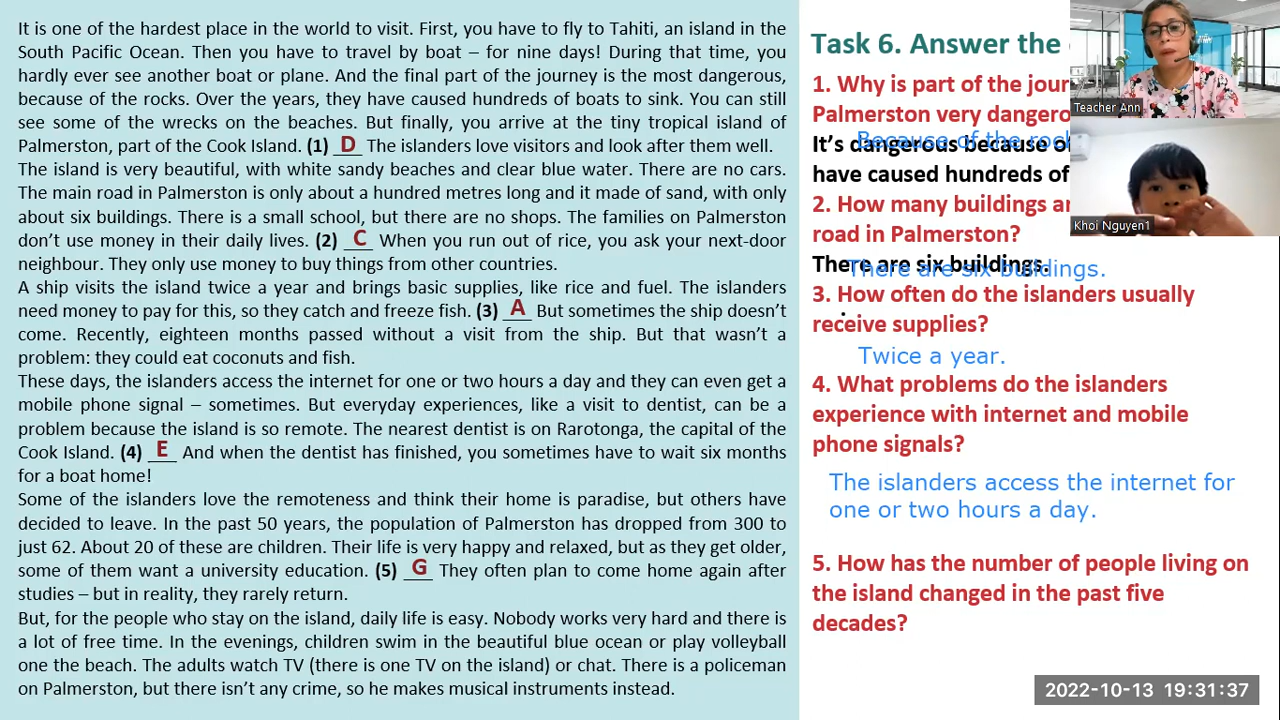 It is one of the hardest place in the world to visit. First, you have to fly to Tahiti, an island in the
South Pacific Ocean. Then you have to travel by boat – for nine days! During that time, you
hardly ever see another boat or plane. And the final part of the journey is the most dangerous,
because of the rocks. Over the years, they have caused hundreds of boats to sink. You can still
see some of the wrecks on the beaches. But finally, you arrive at the tiny tropical island of
Palmerston, part of the Cook Island. (1) __D__ The islanders love visitors and look after them well.
The island is very beautiful, with white sandy beaches and clear blue water. There are no cars.
The main road in Palmerston is only about a hundred metres long and it made of sand, with only
about six buildings. There is a small school, but there are no shops. The families on Palmerston
don't use money in their daily lives. (2) __C__ When you run out of rice, you ask your next-door
neighbour. They only use money to buy things from other countries.
A ship visits the island twice a year and brings basic supplies, like rice and fuel. The islanders
need money to pay for this, so they catch and freeze fish. (3) __A__ But sometimes the ship doesn't
come. Recently, eighteen months passed without a visit from the ship. But that wasn't a
problem: they could eat coconuts and fish.
These days, the islanders access the internet for one or two hours a day and they can even get a
mobile phone signal – sometimes. But everyday experiences, like a visit to dentist, can be a
problem because the island is so remote. The nearest dentist is on Rarotonga, the capital of the
Cook Island. (4) __E__ And whn the dentist has finished, you sometimes have to wait six months
for a boat home!
Some of the islanders love the remoteness and think their home is paradise, but others have
decided to leave. In the past 50 years, the population of Palmerston has dropped from 300 to
just 62. About 20 of these are children. Their life is very happy and relaxed, but as they get older,
some of them want a university education. (5) __G__ They often plan to come home again after
studies – but in reality, they rarely return.
But, for the people who stay on the island, daily life is easy. Nobody works very hard and there is
a lot of free time. In the evenings, children swim in the beautiful blue ocean or play volleyball
one the beach. The adults watch TV (there is one TV on the island) or chat. There is a policeman
on Palmerston, but there isn't any crime, so he makes musical instruments instead.
Task 6. Answer the
1. Why is part of the jour
Palmerston very dangero
Because of the rock
It's dangerous because o
have caused hundreds of
2. How many buildings ar
road in Palmerston?
There are six buildings.
There are six buildings.
3. How often do the islanders usually
receive supplies?
Twice a year.
4. What problems do the islanders
experience with internet and mobile
phone signals?
The islanders access the internet for
one or two hours a day.
5. How has the number of people living on
the island changed in the past five
decades?
Teacher Ann
Khoi Nguyen1
2022-10-13 19:31:37